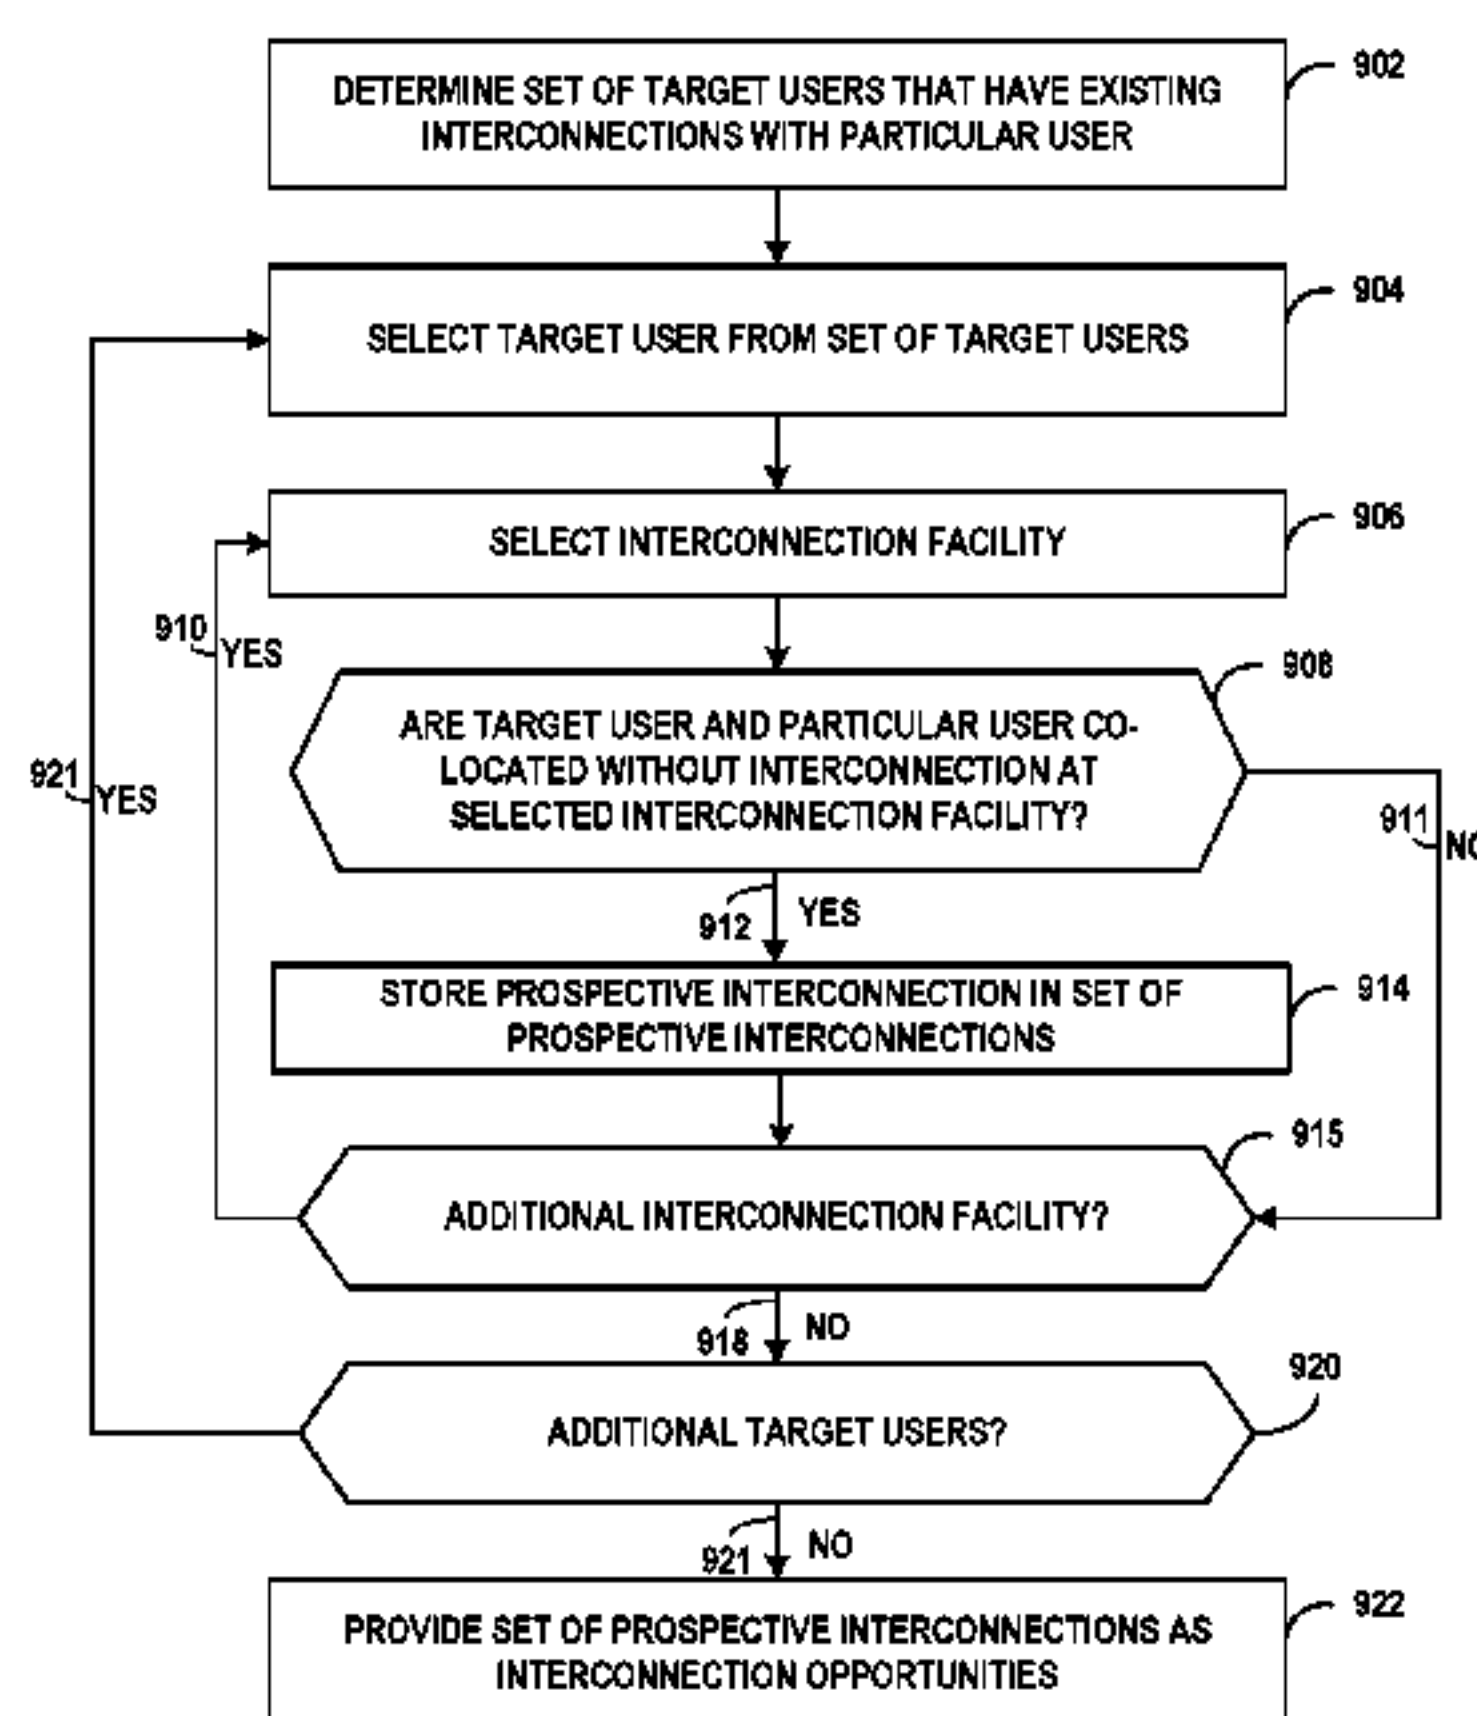 902
DETERMINE SET OF TARGET USERS THAT HAVE EXISTING
INTERCONNECTIONS WITH PARTICULAR USER
904
SELECT TARGET USER FROM SET OF TARGET USERS
906
SELECT INTERCONNECTION FACILITY
910
YES
908
ARE TARGET USER AND PARTICULAR USER CO-
LOCATED WITHOUT INTERCONNECTION AT
SELECTED INTERCONNECTION FACILITY?
921
YES
911
NO
912
YES
914
STORE PROSPECTIVE INTERCONNECTION IN SET OF
PROSPECTIVE INTERCONNECTIONS
915
ADDITIONAL INTERCONNECTION FACILITY?
918
NO
920
ADDITIONAL TARGET USERS?
921
NO
922
PROVIDE SET OF PROSPECTIVE INTERCONNECTIONS AS
INTERCONNECTION OPPORTUNITIES